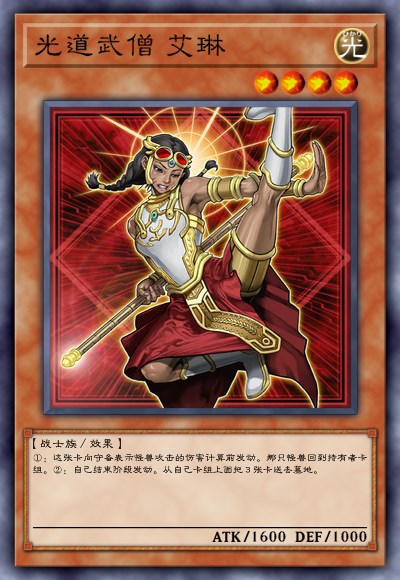 光道武僧 艾琳
光
【战士族/效果】
①:这张卡向守备表示怪兽攻击的伤害计算前发动。那只怪兽回到持有者卡
组。②:自己结束阶段发动。从自己卡组上面把3张卡送去墓地。
ATK/1600 DEF/1000